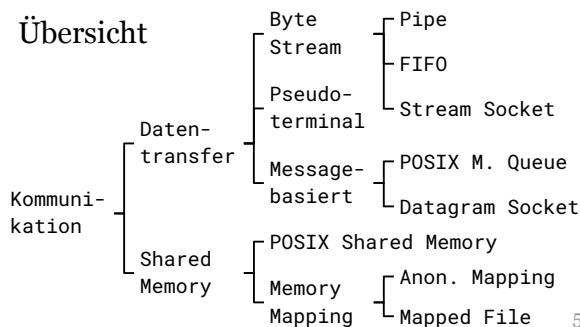 Übersicht
Kommuni-
kation
Daten-
transfer
Byte
Stream
Pipe
FIFO
Stream Socket
Pseudo-
terminal
Message-
basiert
POSIX M. Queue
Datagram Socket
Shared
Memory
POSIX Shared Memory
Memory
Mapping
Anon. Mapping
Mapped File
5